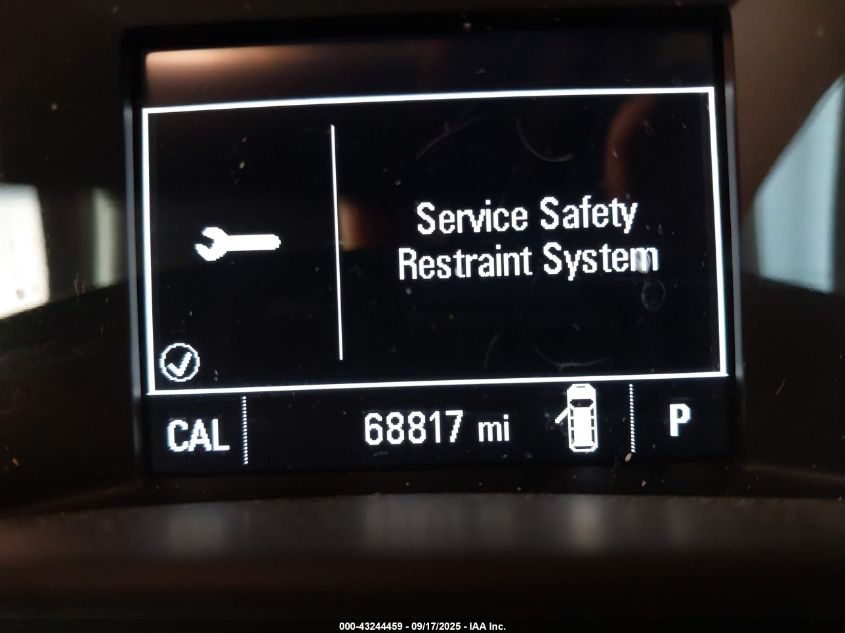 Service Safety
Restraint System
CAL 68817 mi P
000-43244459 - 09/17/2025 - IAA Inc.